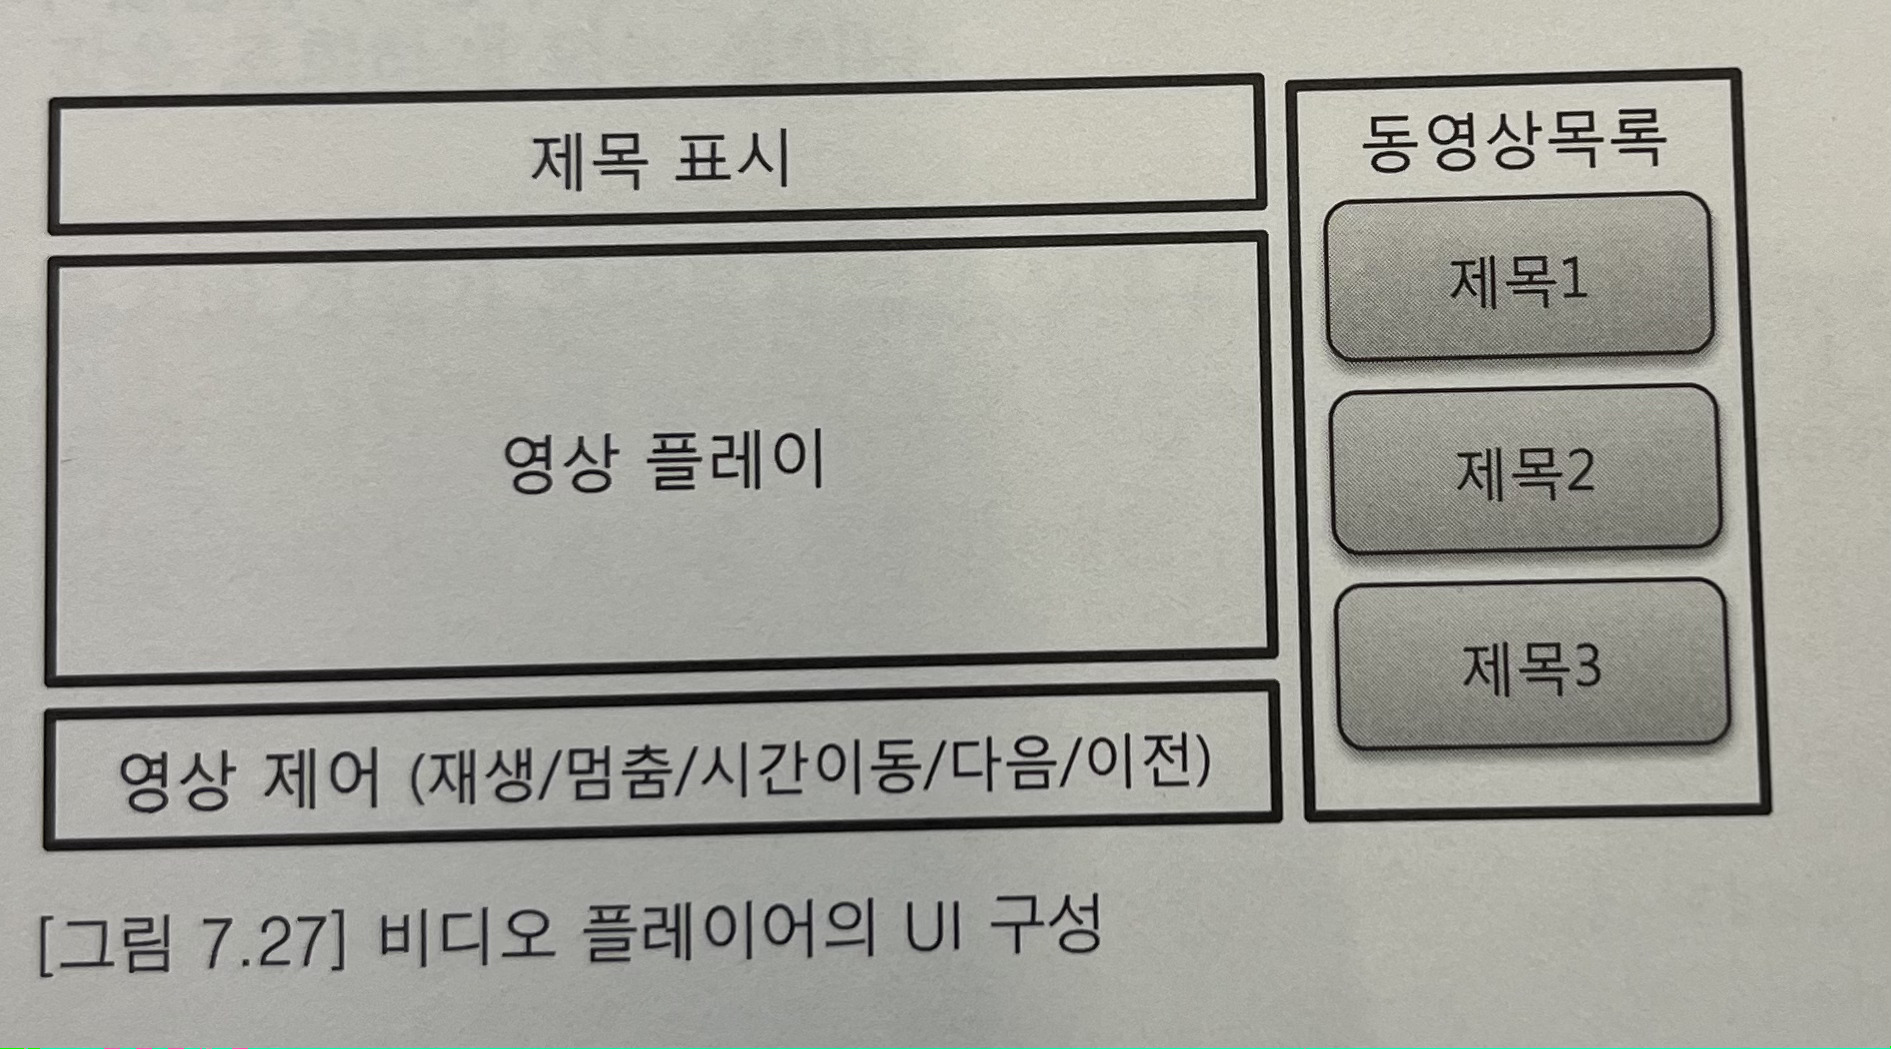 제목 표시
영상 플레이
영상 제어 (재생/멈춤/시간이동/다음/이전)
동영상목록
제목1
제목2
제목3
[그림 7.27] 비디오 플레이어의 UI 구성